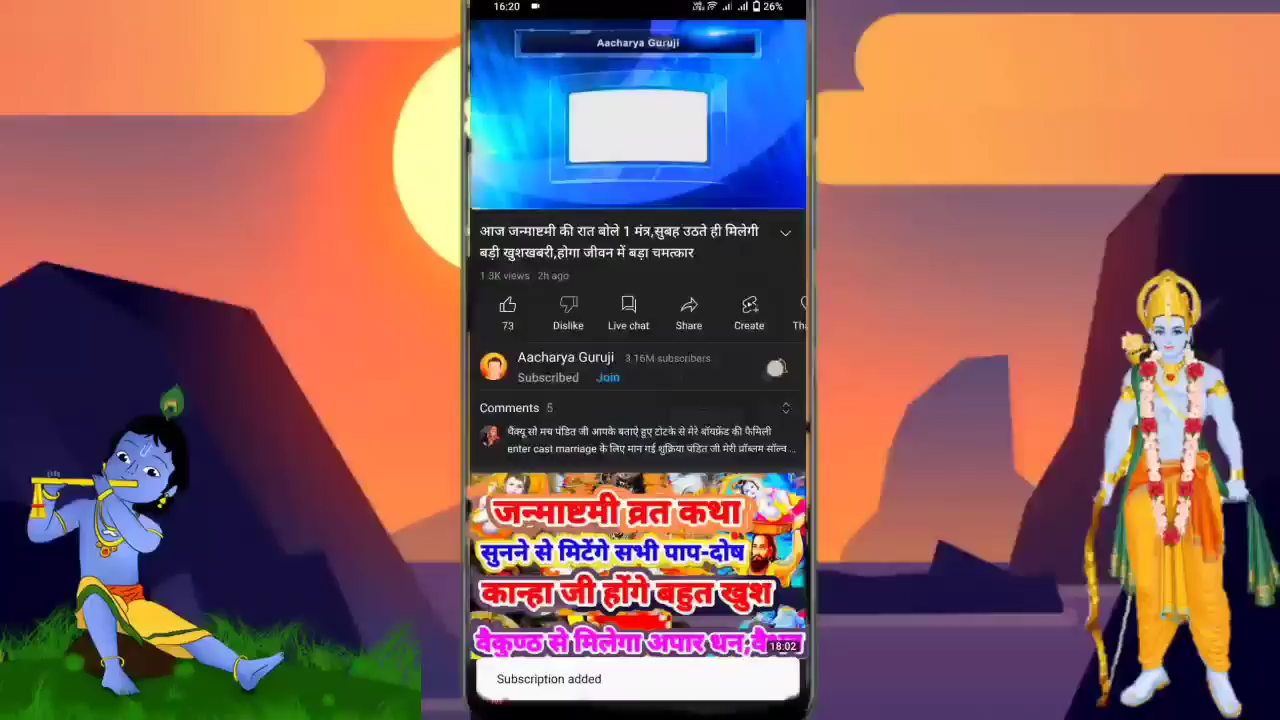 16:20
26%
Aacharya Guruji
आज जन्माष्टमी की रात बोले 1 मंत्र,सुबह उठते ही मिलेगी
बड़ी खुशखबरी,होगा जीवन में बड़ा चमत्कार
1.3K views 2h ago
73 Dislike Live chat Share Create
Aacharya Guruji 3.16M subscribers
Subscribed Join
Comments 5
थैंक्यू सो मच पंडित जी आपके बताऐ हुए टोटके से मेरे बॉयफ्रेंड की फैमिली
enter cast marriage के लिए मान गई शुक्रिया पंडित जी मेरी प्रॉब्लम सॉल्व ...
जन्माष्टमी व्रत कथा
सुनने से मिटेंगे सभी पाप-दोष
कान्हा जी होंगे बहुत खुश
वैकुण्ठ से मिलेगा अपार धन,
18:02
Subscription added